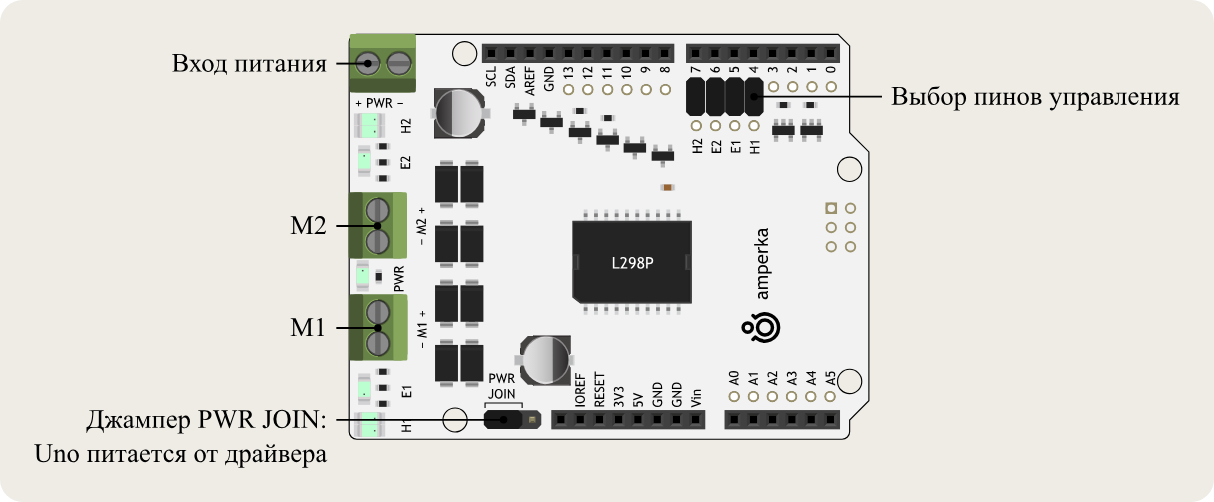 Вход питания
+ PWR –
H2
E2
M2
– M2 +
PWR
M1
– M1 +
E1
H1
Джампер PWR JOIN:
Uno питается от драйвера
SCL
SDA
AREF
GND
13
12
11
10
9
8
7
6
5
4
3
2
1
0
Выбор пинов управления
H2
E2
E1
H1
L298P
amperka
PWR
JOIN
IOREF
RESET
3V3
5V
GND
GND
Vin
A0
A1
A2
A3
A4
A5